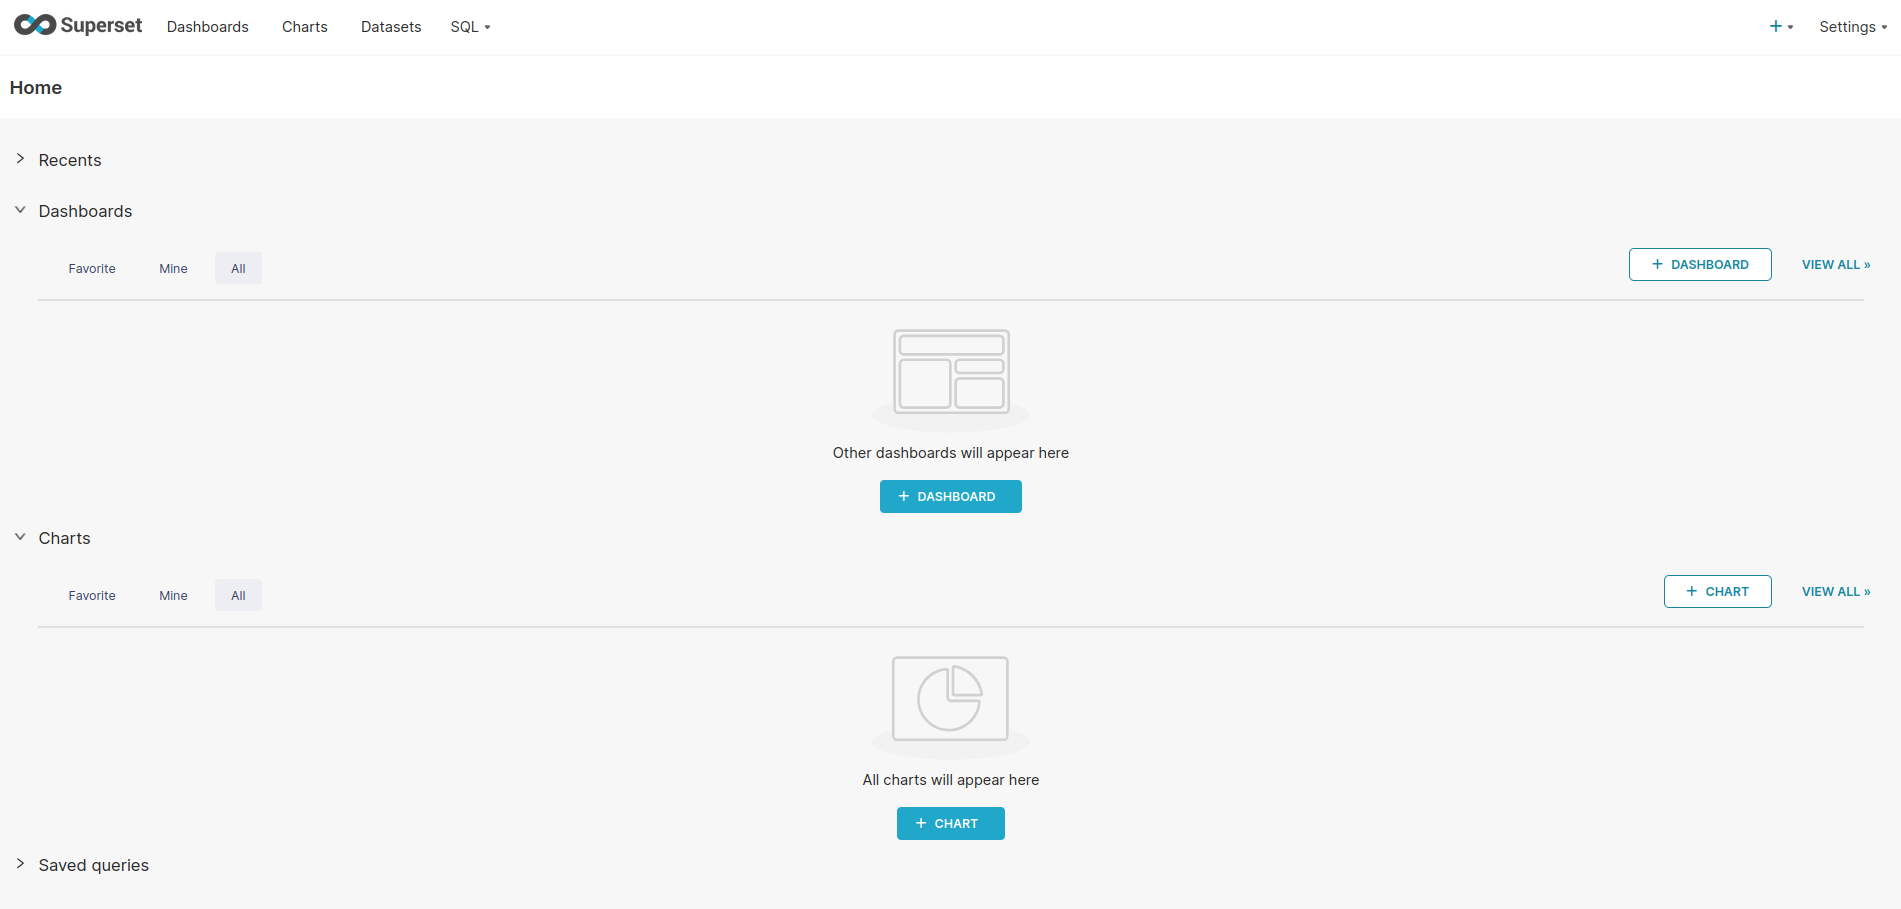 Superset Dashboards Charts Datasets SQL + Settings
Home
Recents
Dashboards
Favorite Mine All + DASHBOARD VIEW ALL »
Other dashboards will appear here
+ DASHBOARD
Charts
Favorite Mine All + CHART VIEW ALL »
All charts will appear here
+ CHART
Saved queries